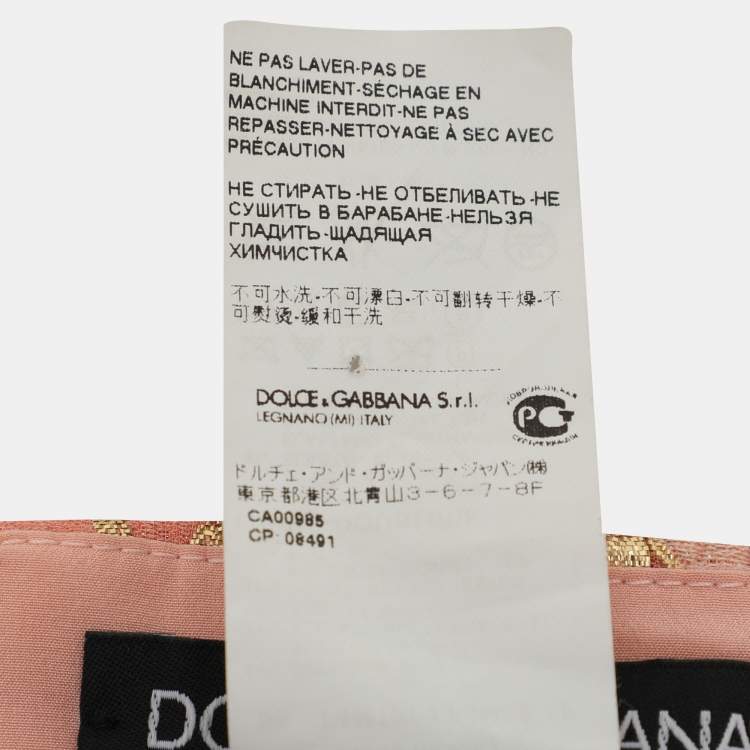 NE PAS LAVER-PAS DE
BLANCHIMENT-SÉCHAGE EN
MACHINE INTERDIT-NE PAS
REPASSER-NETTOYAGE À SEC AVEC
PRÉCAUTION
НЕ СТИРАТЬ-НЕ ОТБЕЛИВАТЬ-НЕ
СУШИТЬ В БАРАБАНЕ-НЕЛЬЗЯ
ГЛАДИТЬ-ЩАДЯЩАЯ
ХИМЧИСТКА
不可水洗-不可漂白-不可翻转干燥-不
可熨烫-缓和干洗
DOLCE & GABBANA S.r.l.
LEGNANO (MI) ITALY
PCT
ドルチェ・アンド・ガッバーナ・ジャパン㈱
東京都港区北青山3-6-7-8F
CA00985
CP: 08491
DO
ANA